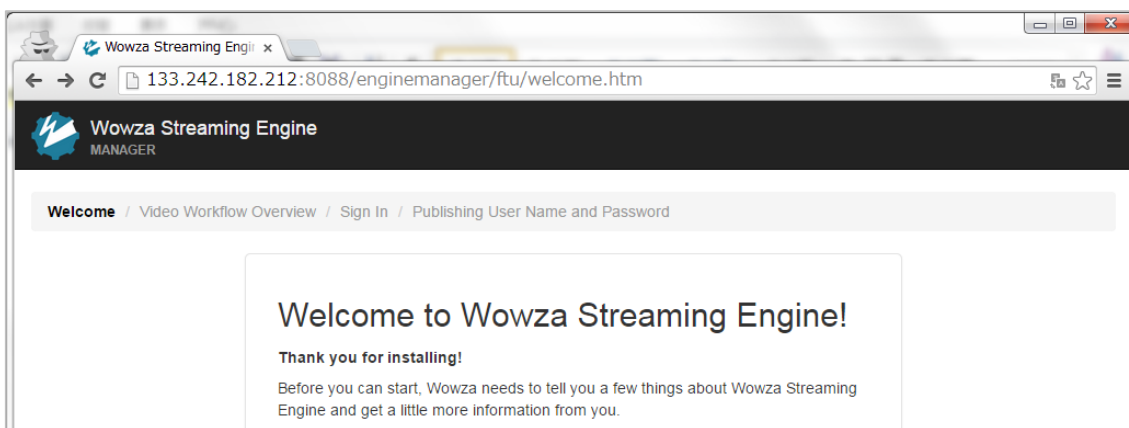 Wowza Streaming Engin
133.242.182.212:8088/enginemanager/ftu/welcome.htm
Wowza Streaming Engine
MANAGER
Welcome / Video Workflow Overview / Sign In / Publishing User Name and Password
Welcome to Wowza Streaming Engine!
Thank you for installing!
Before you can start, Wowza needs to tell you a few things about Wowza Streaming
Engine and get a little more information from you.